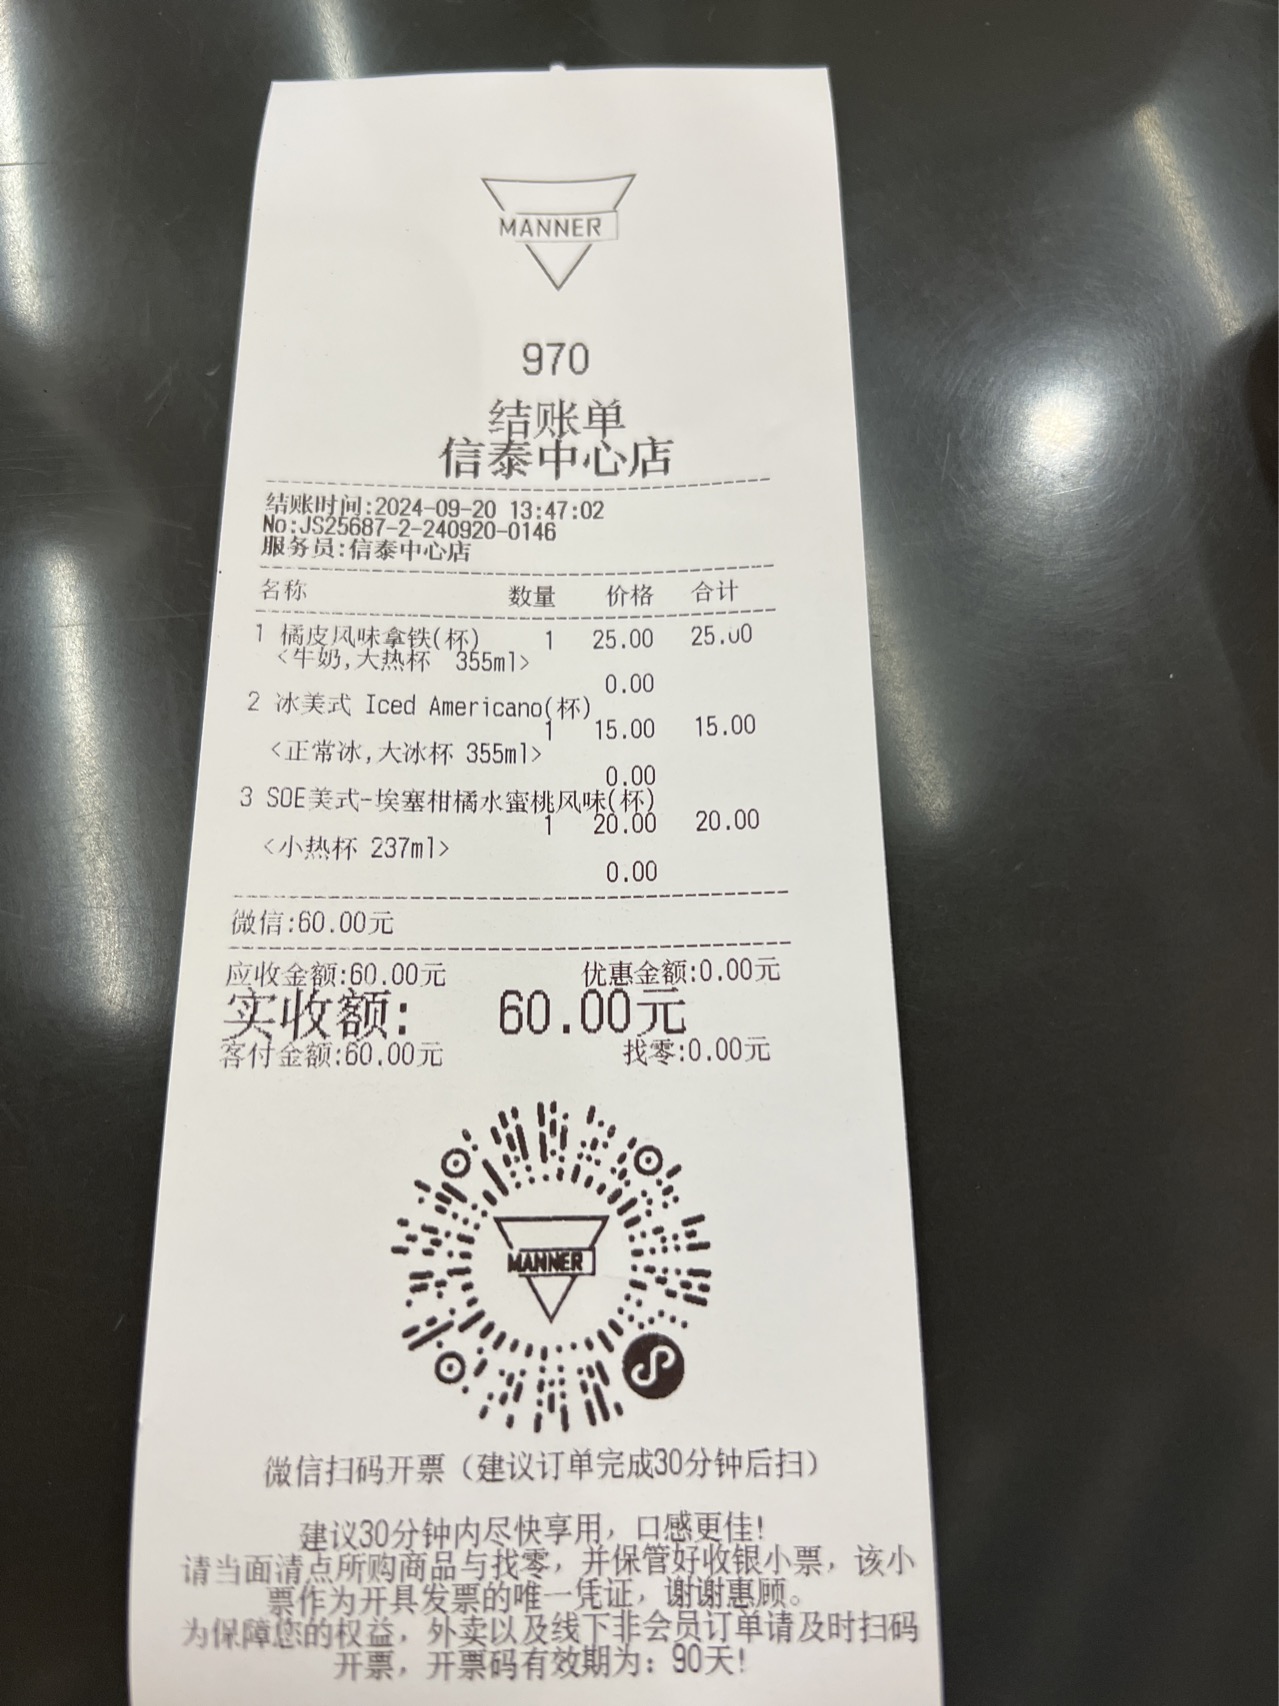 MANNER
970
结账单
信泰中心店
结账时间:2024-09-20 13:47:02
No:JS25687-2-240920-0146
服务员:信泰中心店
名称 数量 价格 合计
1 橘皮风味拿铁(杯) 1 25.00 25.00
<牛奶,大热杯 355ml>
0.00
2 冰美式 Iced Americano(杯)
1 15.00 15.00
<正常冰,大冰杯 355ml>
0.00
3 SOE美式-埃塞柑橘水蜜桃风味(杯)
1 20.00 20.00
<小热杯 237ml>
0.00
微信:60.00元
应收金额:60.00元 优惠金额:0.00元
实收额: 60.00元
客付金额:60.00元 找零:0.00元
MANNER
微信扫码开票（建议订单完成30分钟后扫）
建议30分钟内尽快享用，口感更佳!
请当面清点所购商品与找零，并保管好收银小票，该小
票作为开具发票的唯一凭证，谢谢惠顾。
为保障您的权益，外卖以及线下非会员订单请及时扫码
开票，开票码有效期为：90天!